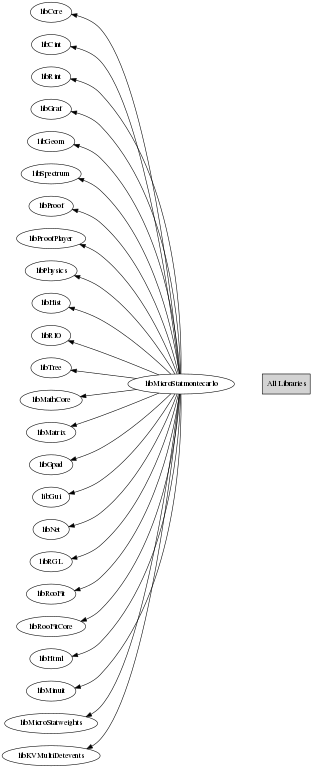 libCore
libCint
libRint
libGraf
libGeom
libSpectrum
libProof
libProofPlayer
libPhysics
libHist
libRIO
libTree
libMicroStatmontecarlo
All Libraries
libMathCore
libMatrix
libGpad
libGui
libNet
libRGL
libRooFit
libRooFitCore
libHtml
libMinuit
libMicroStatweights
libKVMultiDetevents